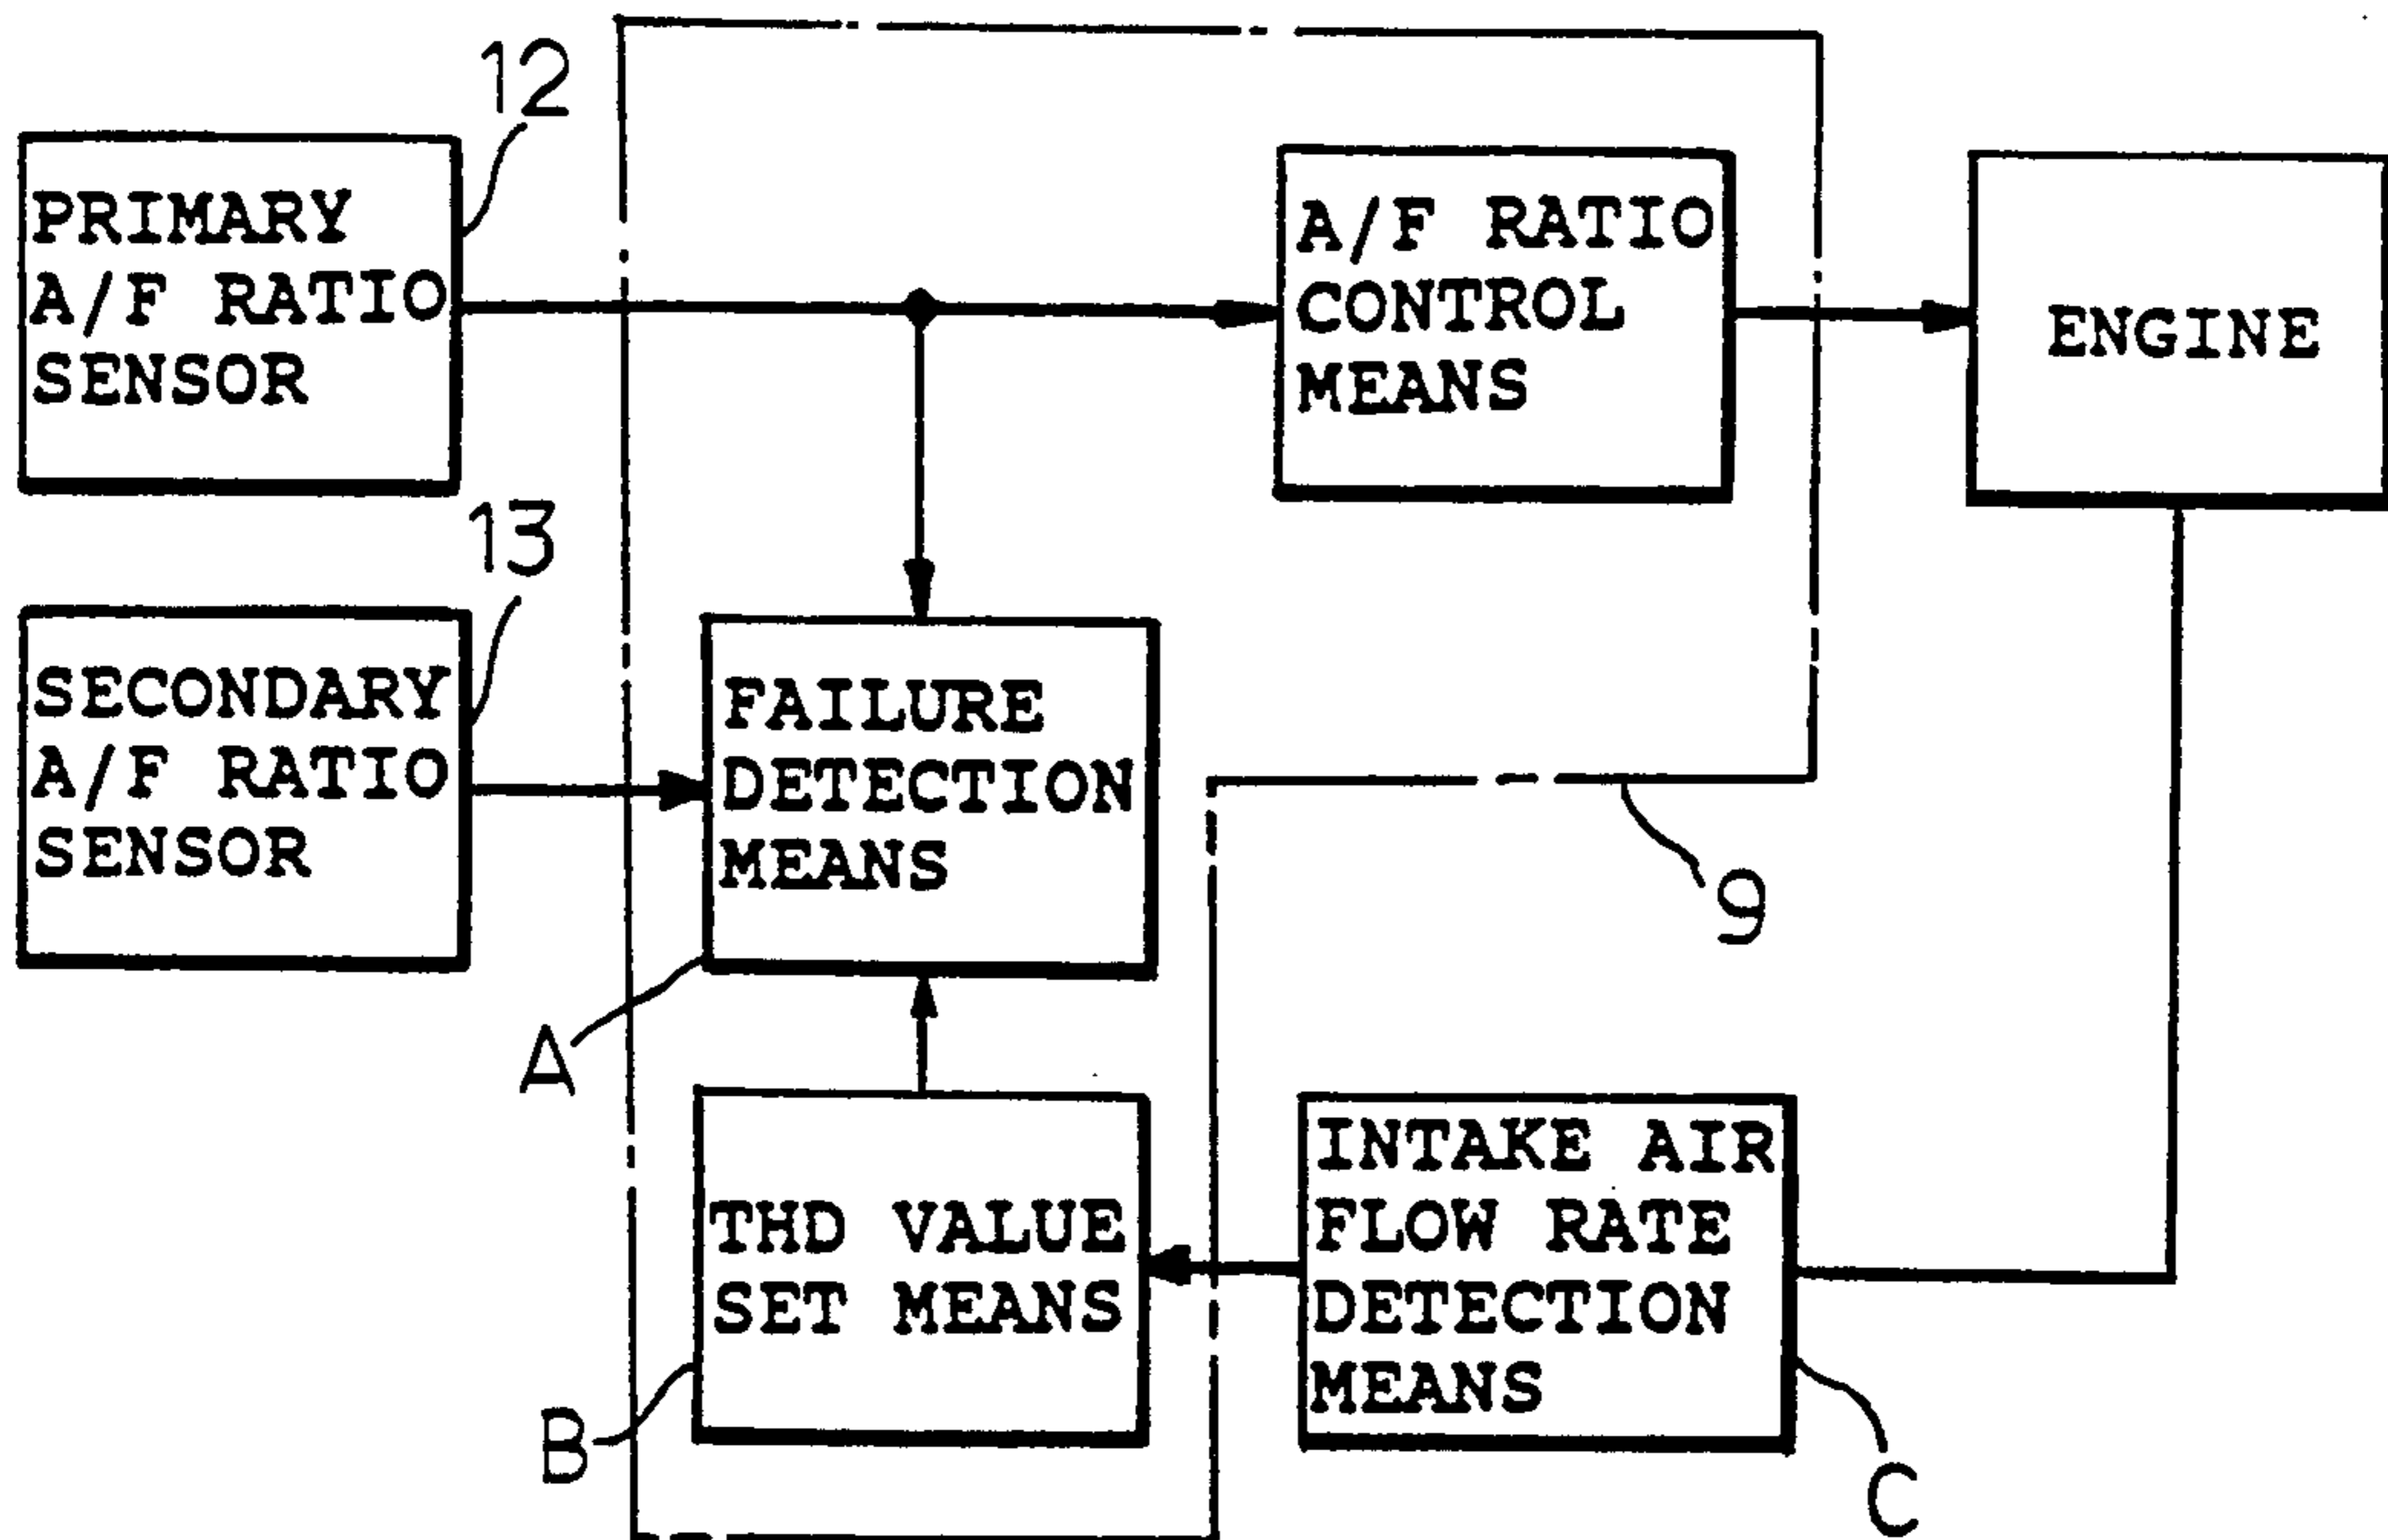 12
PRIMARY
A/F RATIO
SENSOR
A/F RATIO
CONTROL
MEANS
ENGINE
13
SECONDARY
A/F RATIO
SENSOR
FAILURE
DETECTION
MEANS
9
A
THD VALUE
SET MEANS
B
INTAKE AIR
FLOW RATE
DETECTION
MEANS
C